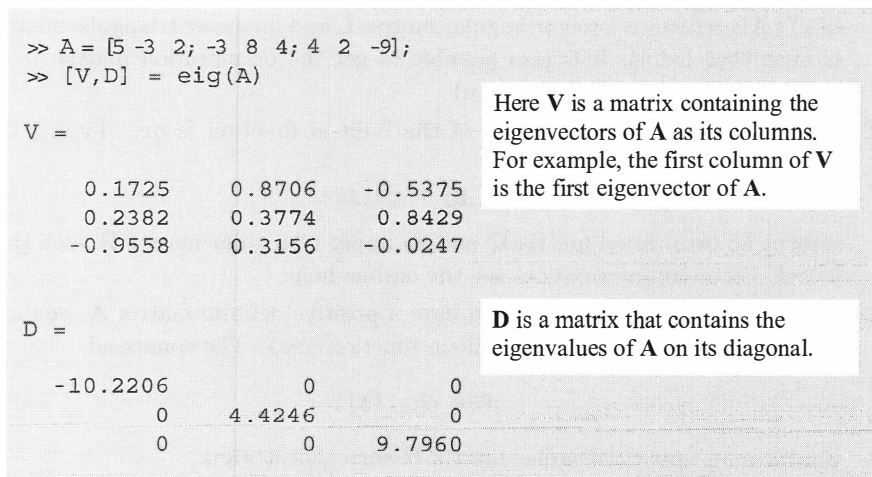 >> A = [5 -3 2; -3 8 4; 4 2 -9];
>> [V,D] = eig(A)
V =
0.1725 0.8706 -0.5375
0.2382 0.3774 0.8429
-0.9558 0.3156 -0.0247
Here V is a matrix containing the
eigenvectors of A as its columns.
For example, the first column of V
is the first eigenvector of A.
D =
-10.2206 0 0
0 4.4246 0
0 0 9.7960
D is a matrix that contains the
eigenvalues of A on its diagonal.